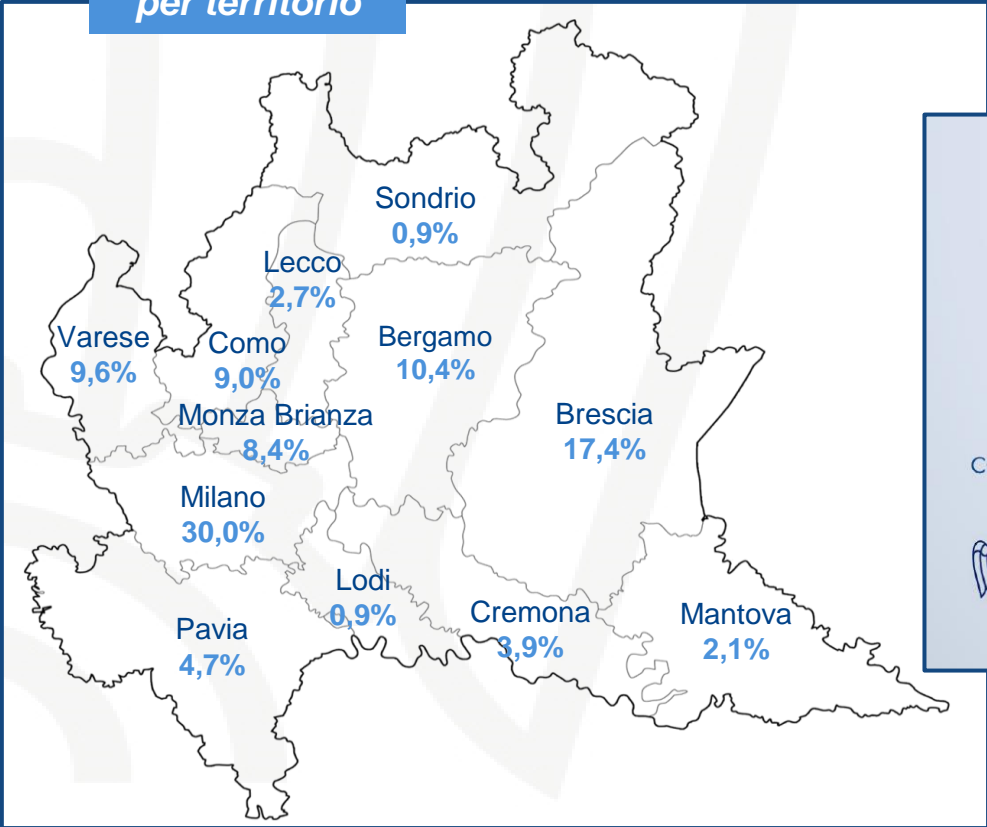 per territorio
Sondrio
0,9%
Lecco
2,7%
Varese
9,6%
Como
9,0%
Bergamo
10,4%
Monza Brianza
8,4%
Brescia
17,4%
Milano
30,0%
Lodi
0,9%
Cremona
3,9%
Mantova
2,1%
Pavia
4,7%